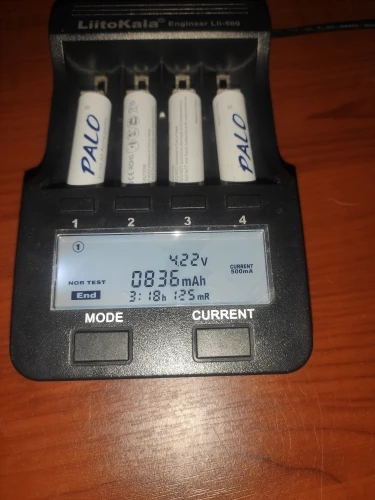 LiitoKala® Engineer Lii-500
PALO
PALO
1 2 3 4
①
4.22V
CURRENT
500mA
NOR TEST
0836mAh
End
3:18h 125mR
MODE CURRENT